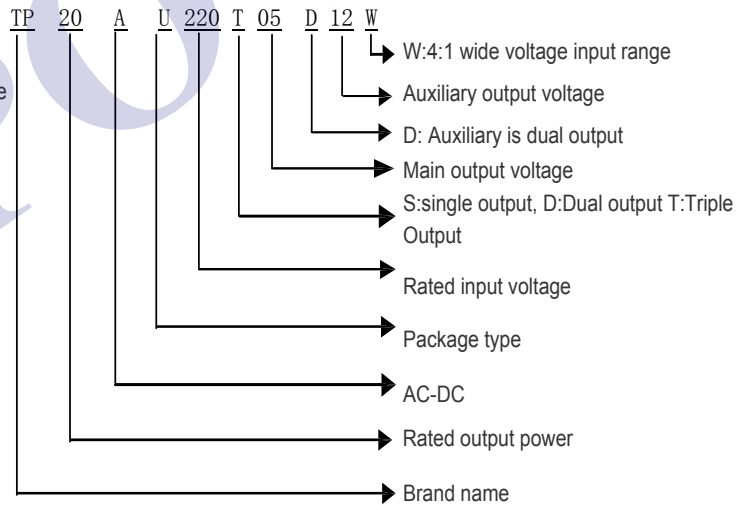 TP 20 A U 220 T 05 D 12 W
W:4:1 wide voltage input range
Auxiliary output voltage
D: Auxiliary is dual output
Main output voltage
S:single output, D:Dual output T:Triple
Output
Rated input voltage
Package type
AC-DC
Rated output power
Brand name